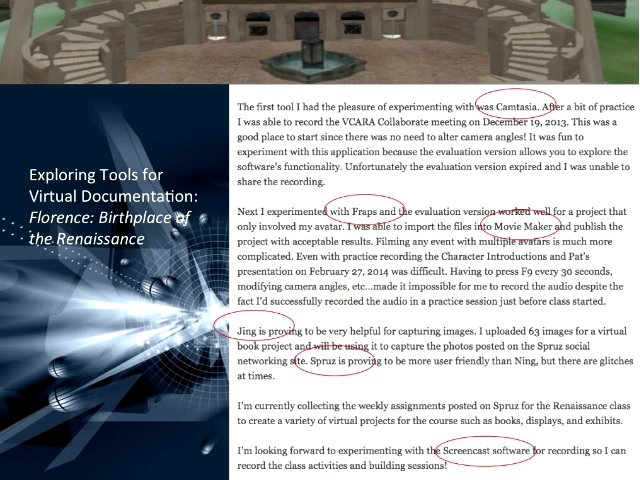 Exploring Tools for
Virtual Documentation:
Florence: Birthplace of
the Renaissance
The first tool I had the pleasure of experimenting with was Camtasia. After a bit of practice
I was able to record the VCARA Collaborate meeting on December 19, 2013. This was a
good place to start since there was no need to alter camera angles! It was fun to
experiment with this application because the evaluation version allows you to explore the
software's functionality. Unfortunately the evaluation version expired and I was unable to
share the recording.
Next I experimented with Fraps and the evaluation version worked well for a project that
only involved my avatar. I was able to import the files into Movie Maker and publish the
project with acceptable results. Filming any event with multiple avatars is much more
complicated. Even with practice recording the Character Introductions and Pat's
presentation on February 27, 2014 was difficult. Having to press F9 every 30 seconds,
modifying camera angles, etc...made it impossible for me to record the audio despite the
fact I'd successfully recorded the audio in a practice session just before class started.
Jing is proving to be very helpful for capturing images. I uploaded 63 images for a virtual
book project and will be using it to capture the photos posted on the Spruz social
networking site. Spruz is proving to be more user friendly than Ning, but there are glitches
at times.
I'm currently collecting the weekly assignments posted on Spruz for the Renaissance class
to create a variety of virtual projects for the course such as books, displays, and exhibits.
I'm looking forward to experimenting with the Screencast software for recording so I can
record the class activities and building sessions!